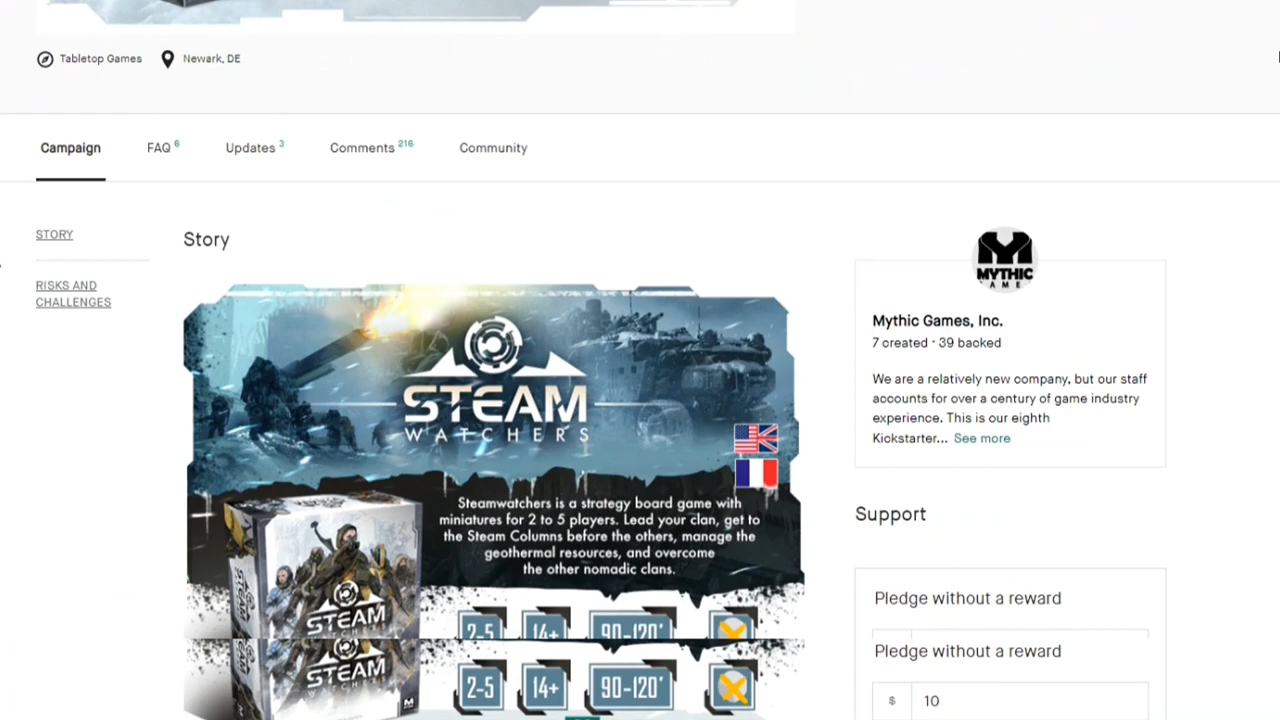 Tabletop Games
Newark, DE
Campaign
FAQ 6
Updates 3
Comments 216
Community
STORY
RISKS AND
CHALLENGES
Story
STEAM
WATCHERS
Steamwatchers is a strategy board game with
miniatures for 2 to 5 players. Lead your clan, get to
the Steam Columns before the others, manage the
geothermal resources, and overcome
the other nomadic clans.
STEAM
2-5
14+
90-120'
STEAM
WATCHERS
2-5
14+
90-120'
MYTHIC
Mythic Games, Inc.
7 created · 39 backed
We are a relatively new company, but our staff
accounts for over a century of game industry
experience. This is our eighth
Kickstarter... See more
Support
Pledge without a reward
Pledge without a reward
$ 10